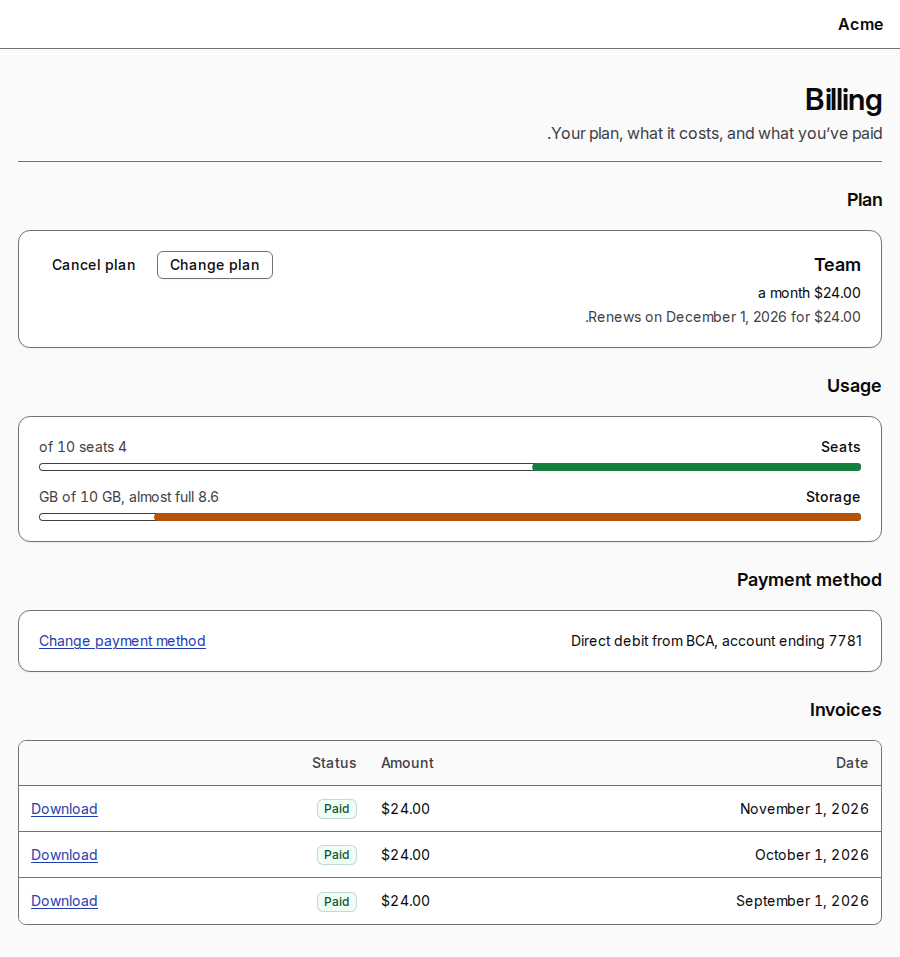 Acme
Billing
.Your plan, what it costs, and what you've paid
Plan
Team
Change plan
Cancel plan
a month $24.00
.Renews on December 1, 2026 for $24.00
Usage
Seats
of 10 seats 4
Storage
GB of 10 GB, almost full 8.6
Payment method
Direct debit from BCA, account ending 7781
Change payment method
Invoices
Date Amount Status
November 1, 2026 $24.00 Paid Download
October 1, 2026 $24.00 Paid Download
September 1, 2026 $24.00 Paid Download